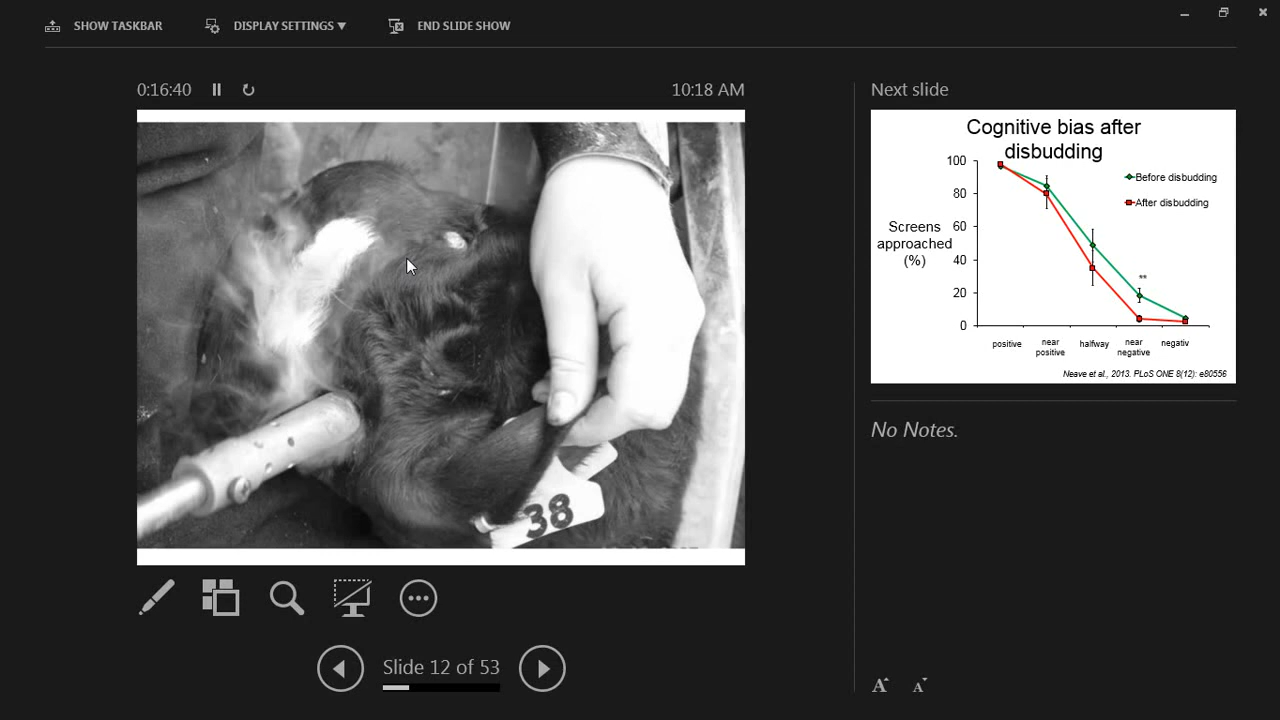 SHOW TASKBAR
DISPLAY SETTINGS ▼
END SLIDE SHOW
0:16:40
10:18 AM
38
Slide 12 of 53
Next slide
Cognitive bias after
disbudding
100
80
60
40
20
0
Screens
approached
(%)
Before disbudding
After disbudding
**
positive
near
positive
halfway
near
negative
negativ
Neave et al., 2013. PLoS ONE 8(12): e80556
No Notes.
A A